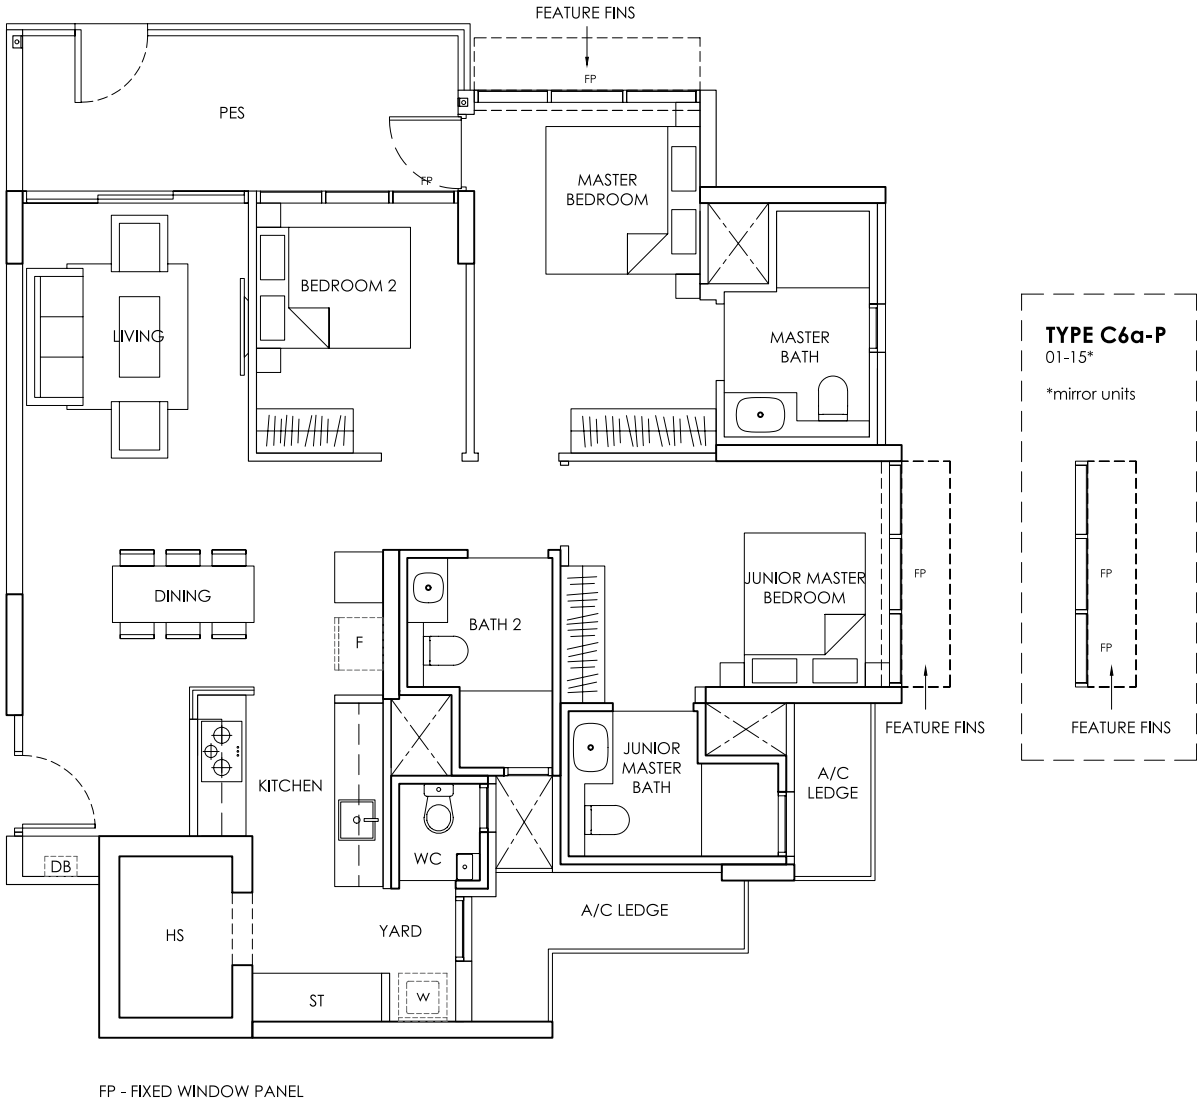 FEATURE FINS
FP
PES
FP
MASTER
BEDROOM
BEDROOM 2
LIVING
MASTER
BATH
TYPE C6a-P
01-15*
*mirror units
DINING
F
BATH 2
JUNIOR MASTER
BEDROOM
FP
FP
FP
FEATURE FINS
FEATURE FINS
KITCHEN
JUNIOR
MASTER
BATH
A/C
LEDGE
DB
WC
HS
YARD
A/C LEDGE
ST
W
FP - FIXED WINDOW PANEL